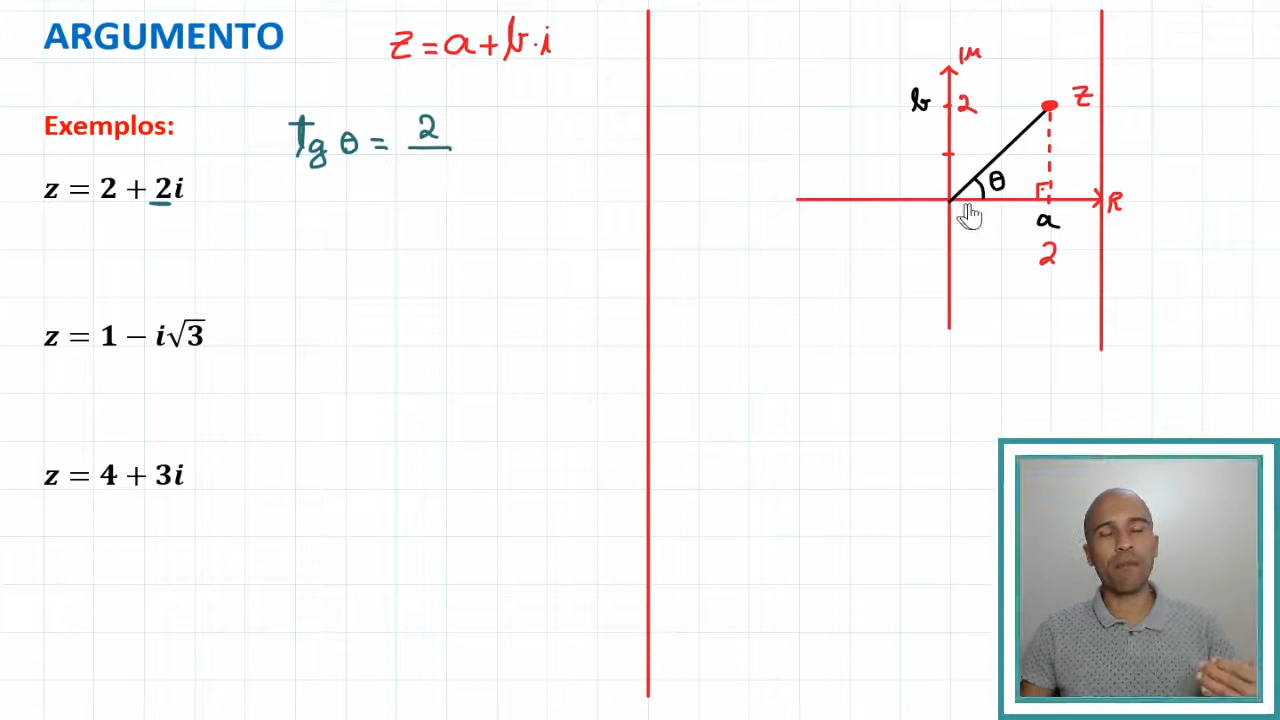 ARGUMENTO
z = a + b·i
Exemplos:
tg θ = 2
z = 2 + 2i
z = 1 − i√3
z = 4 + 3i
IM
b 2
Z
θ
R
a
2